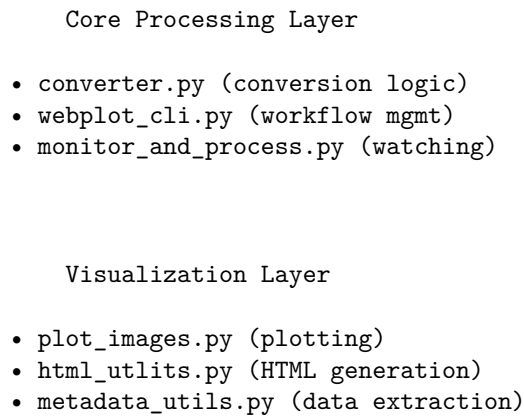 Core Processing Layer
• converter.py (conversion logic)
• webplot_cli.py (workflow mgmt)
• monitor_and_process.py (watching)
Visualization Layer
• plot_images.py (plotting)
• html_utlits.py (HTML generation)
• metadata_utils.py (data extraction)